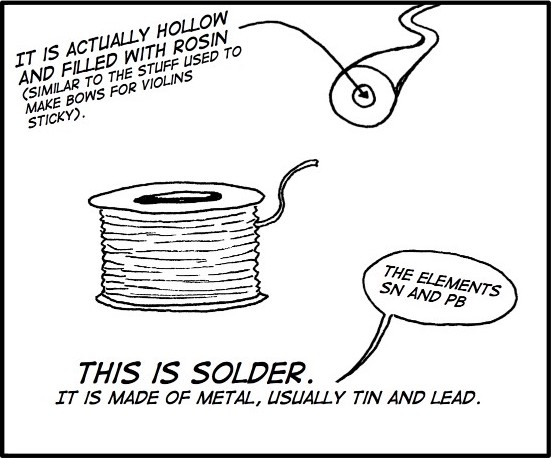 IT IS ACTUALLY HOLLOW
AND FILLED WITH ROSIN
(SIMILAR TO THE STUFF USED TO
MAKE BOWS FOR VIOLINS
STICKY).
THE ELEMENTS
SN AND PB
THIS IS SOLDER.
IT IS MADE OF METAL, USUALLY TIN AND LEAD.